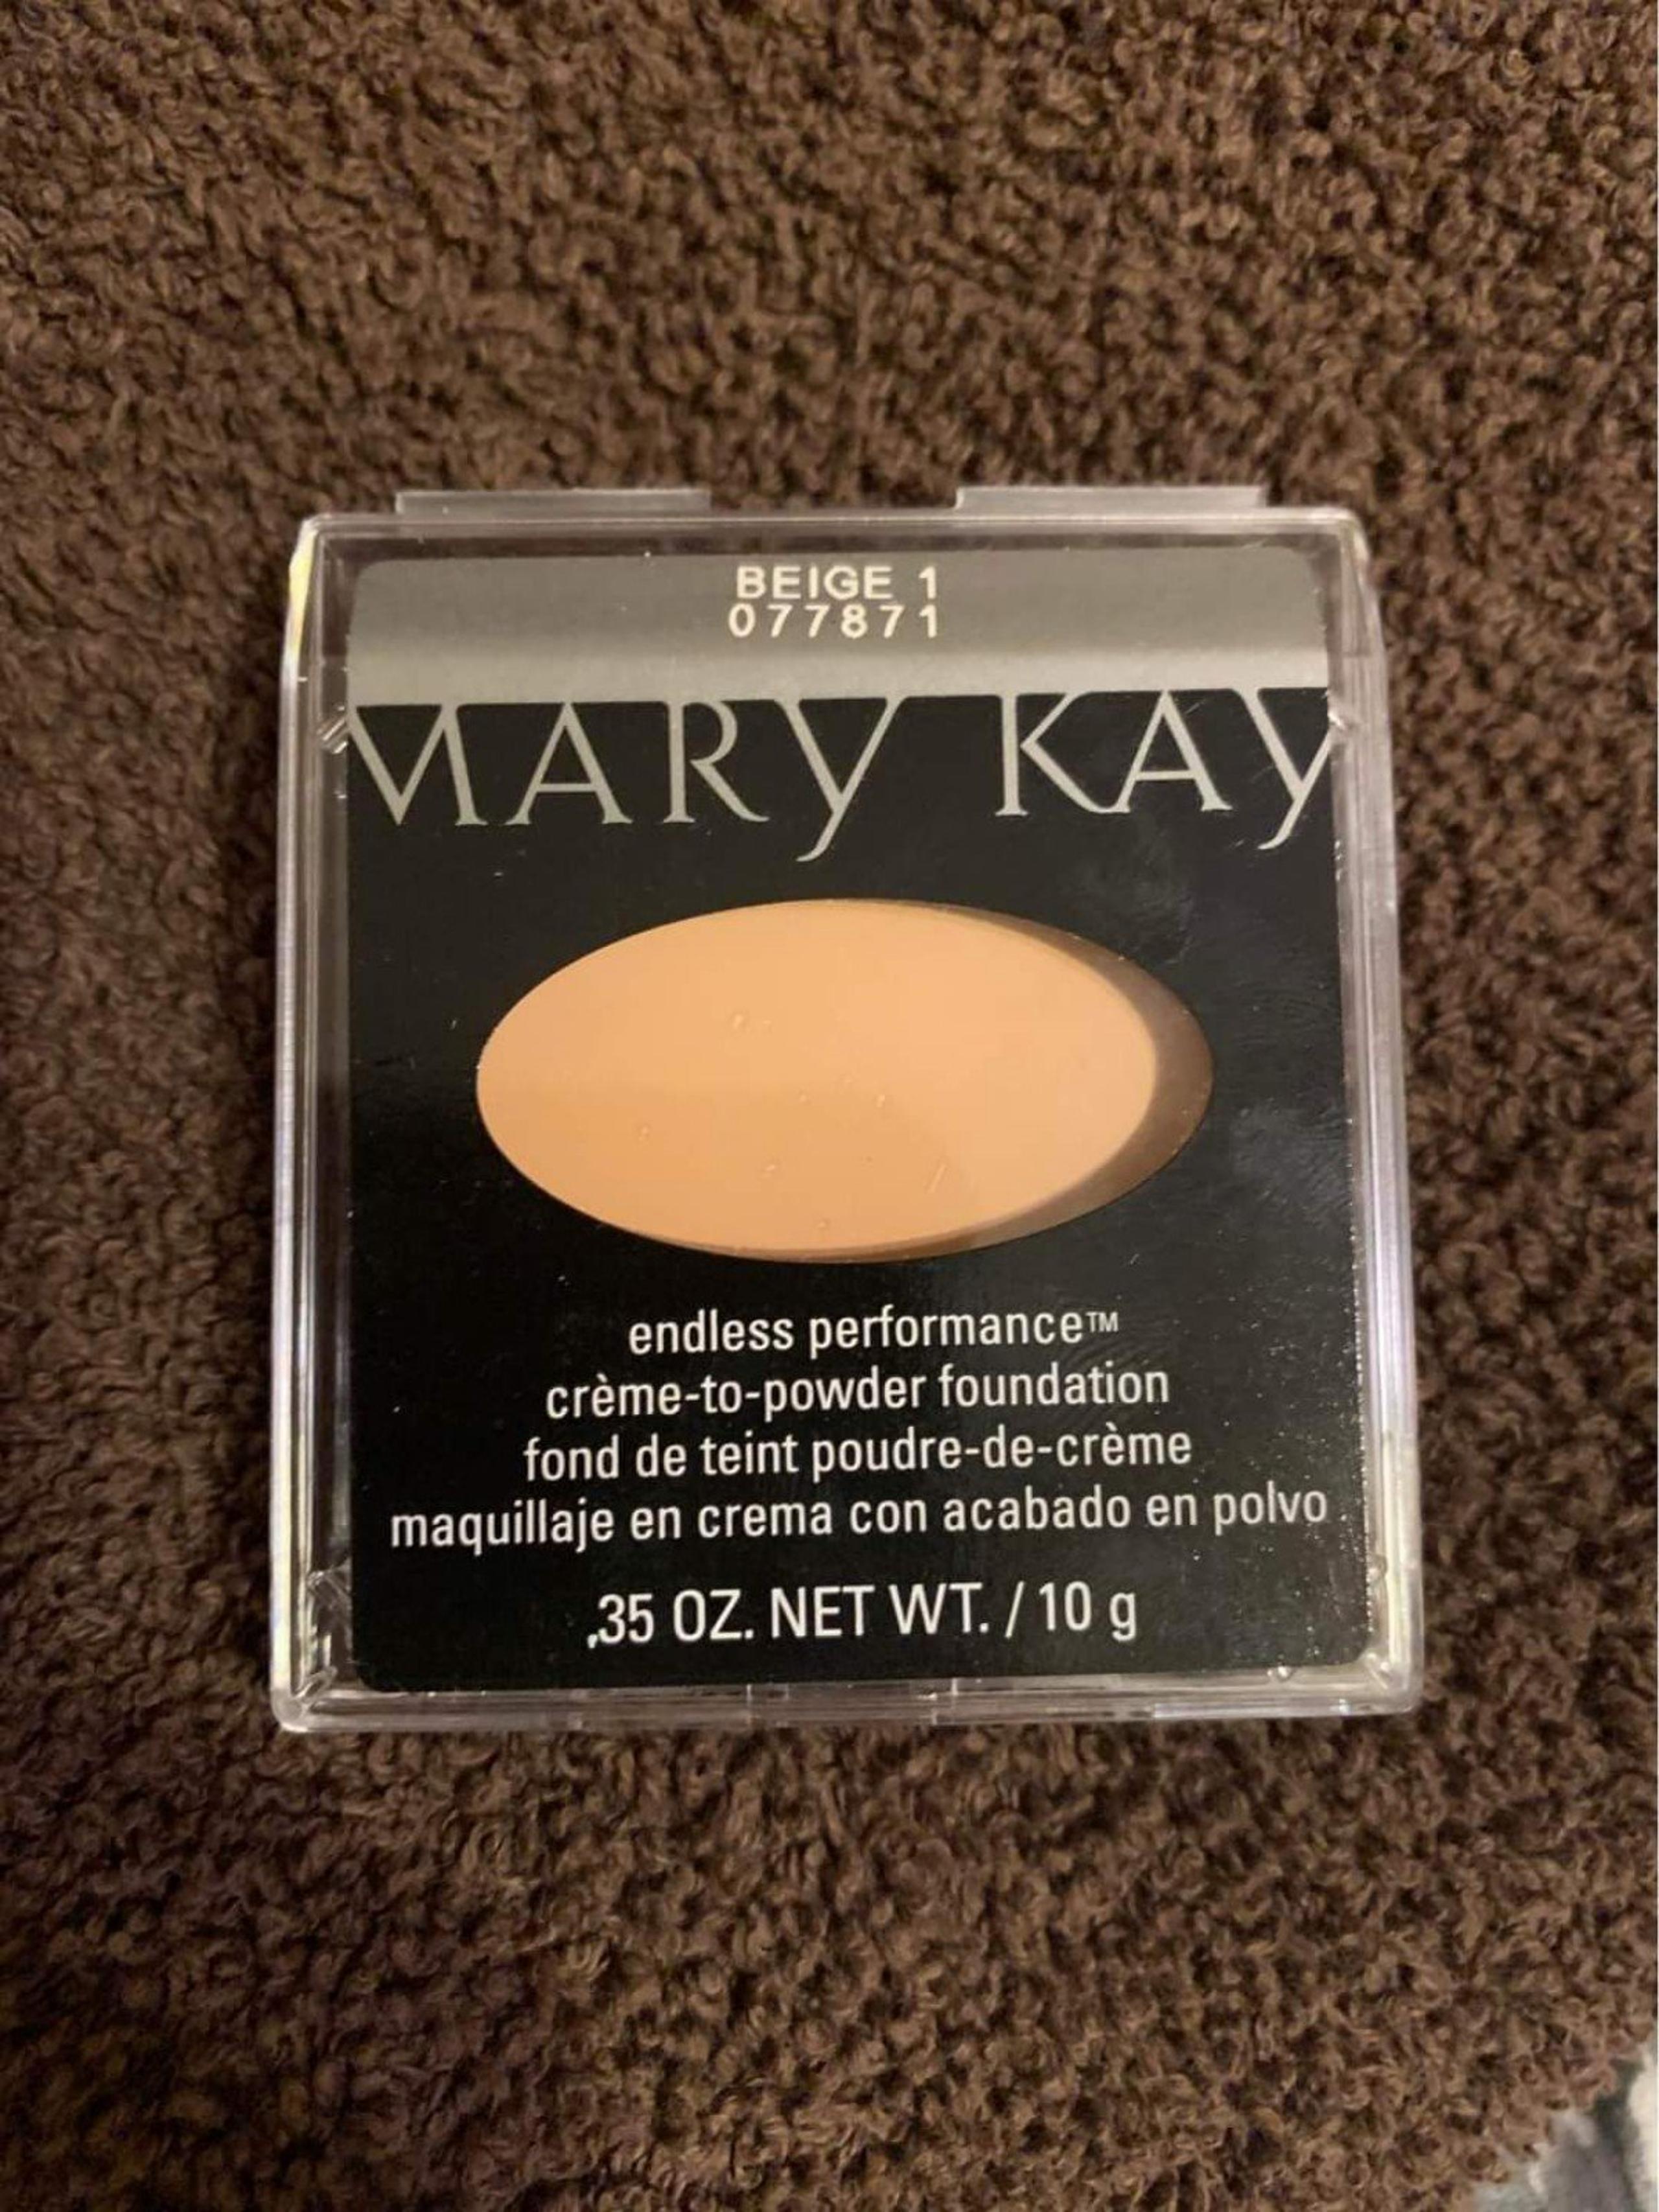 BEIGE 1
077871
MARY KAY
endless performance™
crème-to-powder foundation
fond de teint poudre-de-crème
maquillaje en crema con acabado en polvo
.35 OZ. NET WT. / 10 g